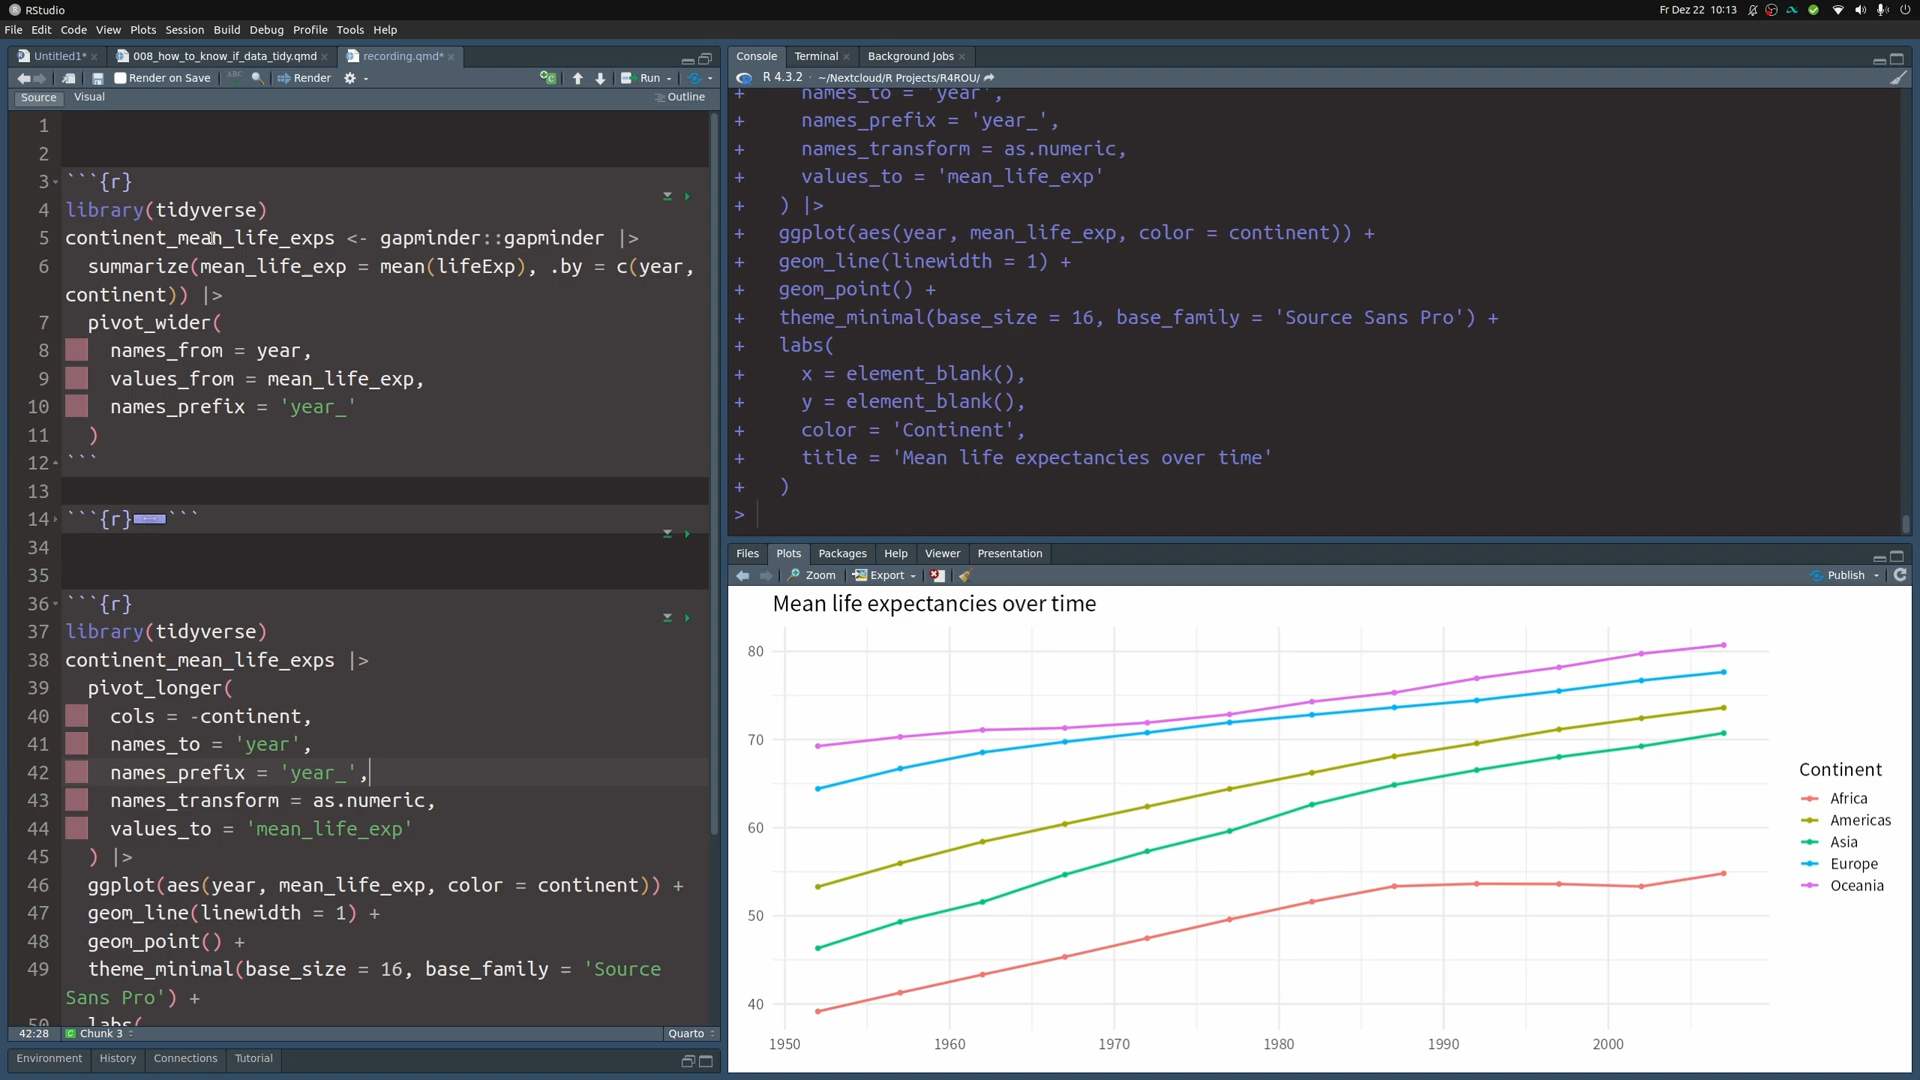 RStudio
Fr Dez 22 10:13
File Edit Code View Plots Session Build Debug Profile Tools Help
Untitled1* × 008_how_to_know_if_data_tidy.qmd × recording.qmd* ×
Render on Save ABC Render Run
Source Visual Outline
1
2
3 ```{r}
4 library(tidyverse)
5 continent_mean_life_exps <- gapminder::gapminder |>
6 summarize(mean_life_exp = mean(lifeExp), .by = c(year,
continent)) |>
7 pivot_wider(
8 names_from = year,
9 values_from = mean_life_exp,
10 names_prefix = 'year_'
11 )
12 ```
13
14 ```{r} ```
34
35
36 ```{r}
37 library(tidyverse)
38 continent_mean_life_exps |>
39 pivot_longer(
40 cols = -continent,
41 names_to = 'year',
42 names_prefix = 'year_',
43 names_transform = as.numeric,
44 values_to = 'mean_life_exp'
45 ) |>
46 ggplot(aes(year, mean_life_exp, color = continent)) +
47 geom_line(linewidth = 1) +
48 geom_point() +
49 theme_minimal(base_size = 16, base_family = 'Source
Sans Pro') +
50 labs(
42:28 Chunk 3 Quarto
Environment History Connections Tutorial
Console Terminal × Background Jobs ×
R 4.3.2 · ~/Nextcloud/R Projects/R4ROU/
+ names_to = 'year',
+ names_prefix = 'year_',
+ names_transform = as.numeric,
+ values_to = 'mean_life_exp'
+ ) |>
+ ggplot(aes(year, mean_life_exp, color = continent)) +
+ geom_line(linewidth = 1) +
+ geom_point() +
+ theme_minimal(base_size = 16, base_family = 'Source Sans Pro') +
+ labs(
+ x = element_blank(),
+ y = element_blank(),
+ color = 'Continent',
+ title = 'Mean life expectancies over time'
+ )
>
Files Plots Packages Help Viewer Presentation
Zoom Export Publish
Mean life expectancies over time
80
70
60
50
40
1950 1960 1970 1980 1990 2000
Continent
Africa
Americas
Asia
Europe
Oceania